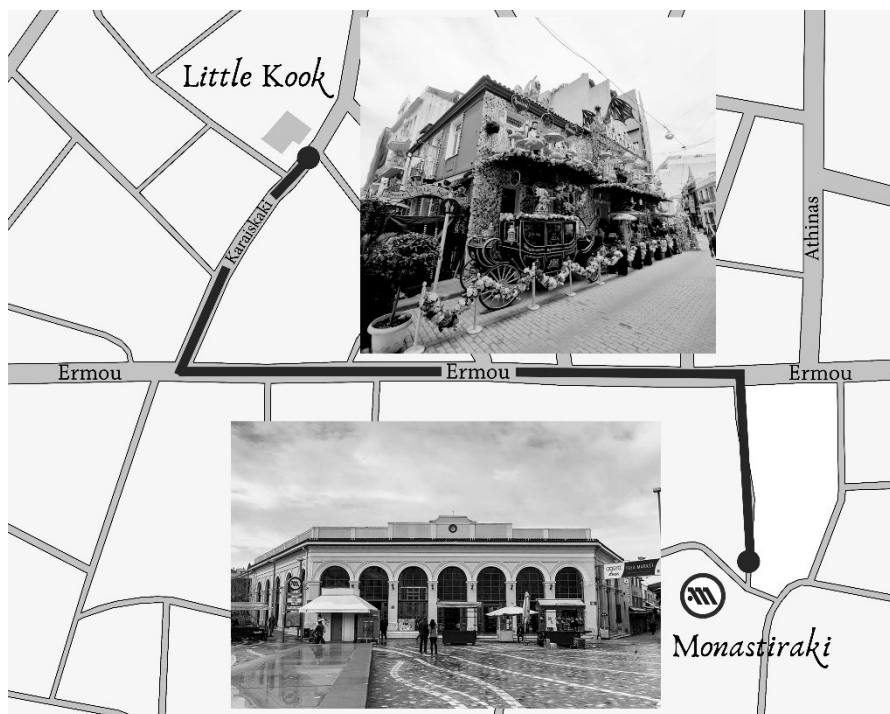 Little Kook
Karaiskaki
Athinas
Ermou
Ermou
Ermou
Monastiraki